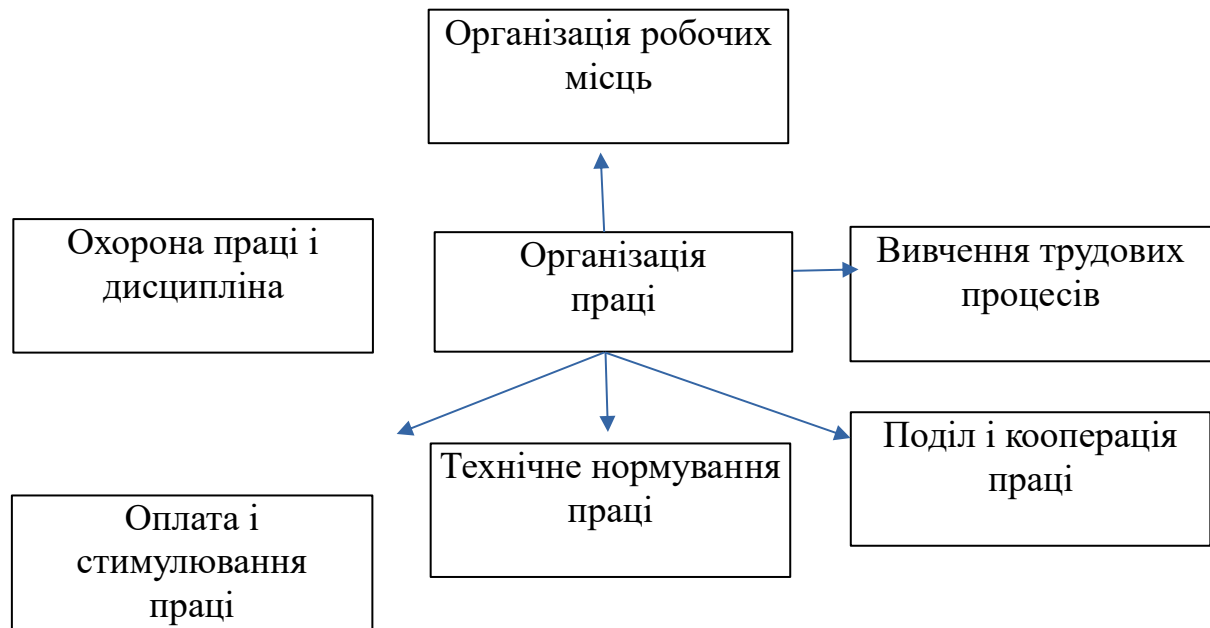 Організація робочих
місць
Охорона праці і
дисципліна
Організація
праці
Вивчення трудових
процесів
Оплата і
стимулювання
праці
Технічне нормування
праці
Поділ і кооперація
праці